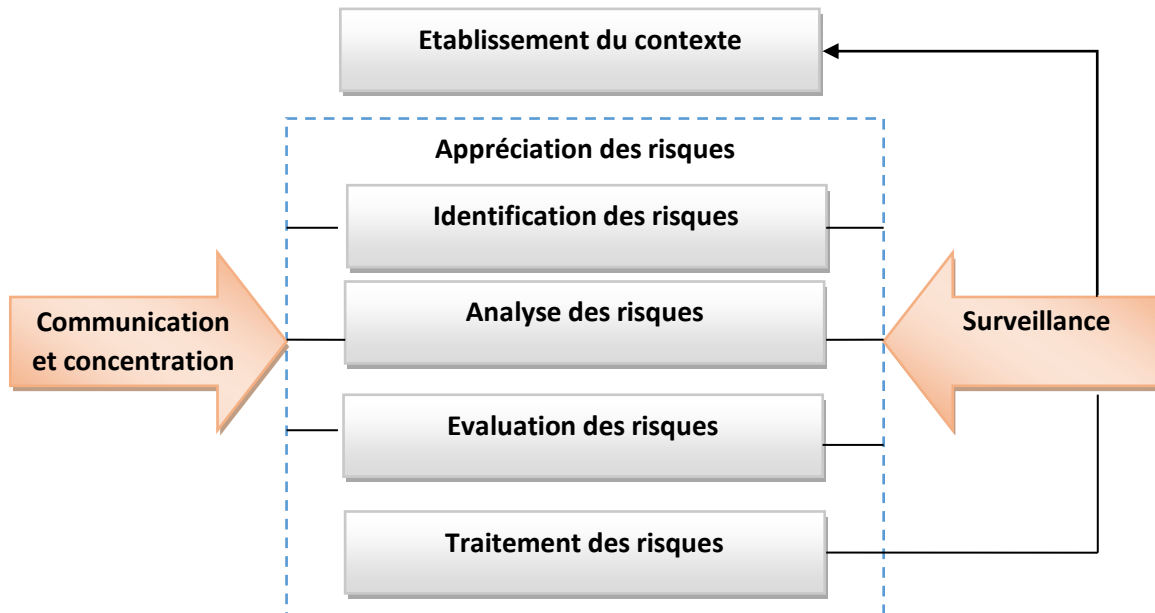 Etablissement du contexte
Appréciation des risques
Identification des risques
Analyse des risques
Communication
et concentration
Surveillance
Evaluation des risques
Traitement des risques